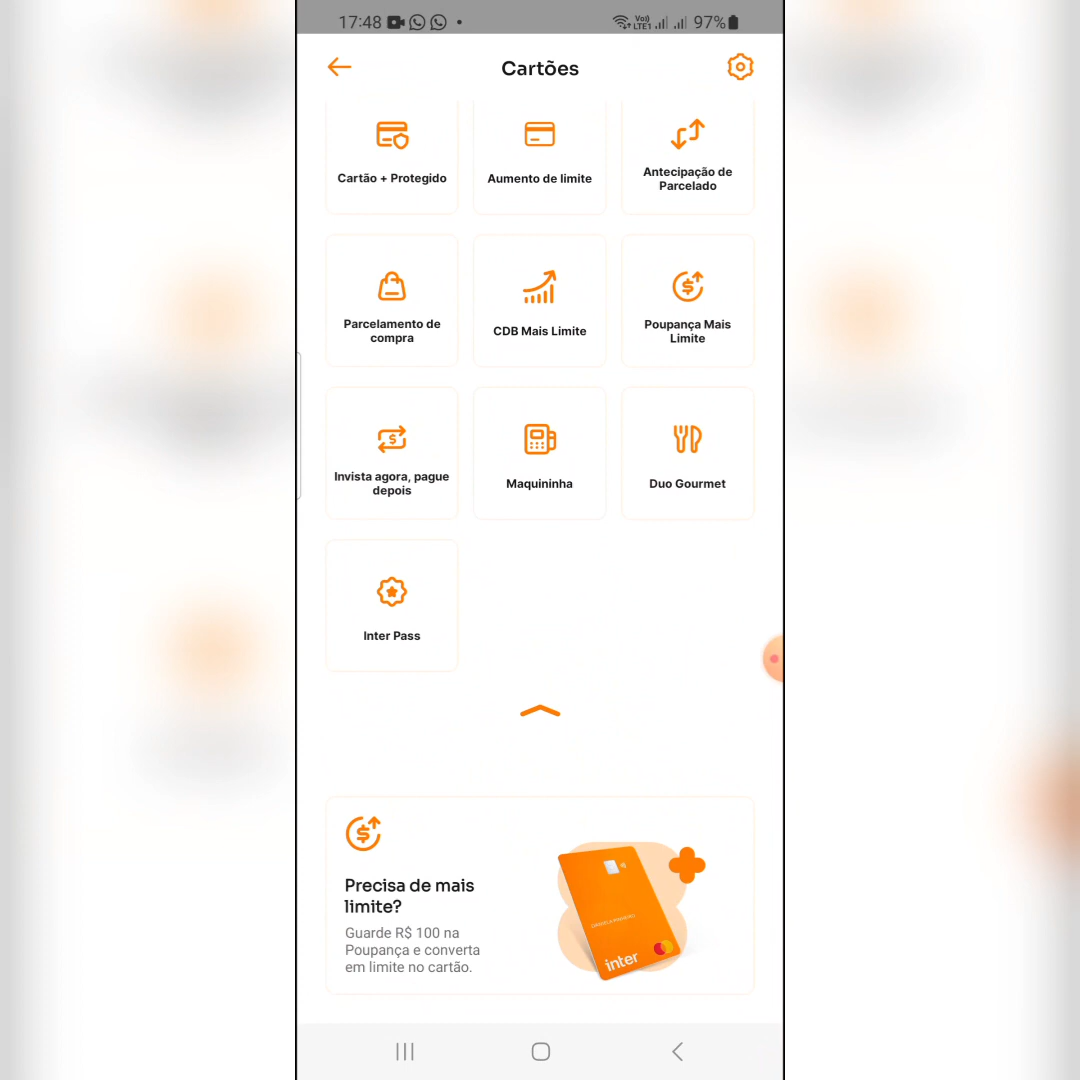 17:48
Vo)) LTE1 97%
Cartões
Cartão + Protegido
Aumento de limite
Antecipação de
Parcelado
Parcelamento de
compra
CDB Mais Limite
Poupança Mais
Limite
Invista agora, pague
depois
Maquininha
Duo Gourmet
Inter Pass
Precisa de mais
limite?
Guarde R$ 100 na
Poupança e converta
em limite no cartão.
inter